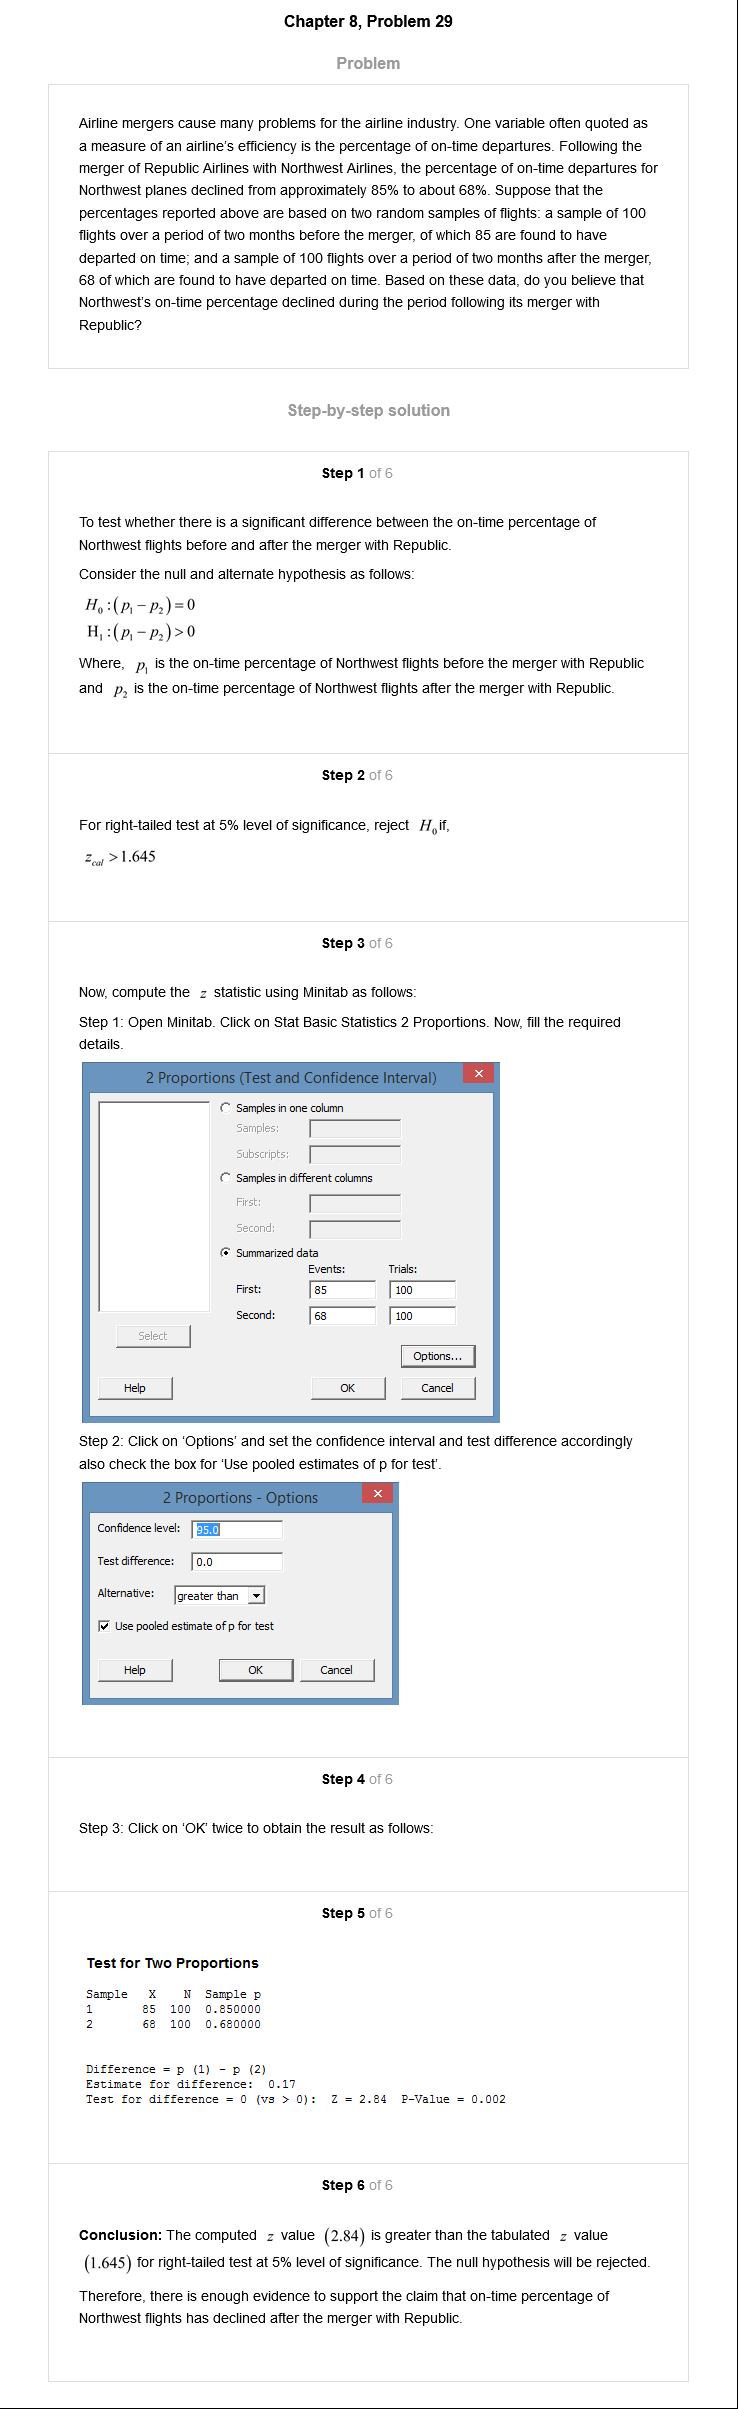 Chapter 8, Problem 29
Problem
Airline mergers cause many problems for the airline industry. One variable often quoted as
a measure of an airline's efficiency is the percentage of on-time departures. Following the
merger of Republic Airlines with Northwest Airlines, the percentage of on-time departures for
Northwest planes declined from approximately 85% to about 68%. Suppose that the
percentages reported above are based on two random samples of flights: a sample of 100
flights over a period of two months before the merger, of which 85 are found to have
departed on time; and a sample of 100 flights over a period of two months after the merger,
68 of which are found to have departed on time. Based on these data, do you believe that
Northwest's on-time percentage declined during the period following its merger with
Republic?
Step-by-step solution
Step 1 of 6
To test whether there is a significant difference between the on-time percentage of
Northwest flights before and after the merger with Republic.
Consider the null and alternate hypothesis as follows:
H₀ : (p₁ − p₂) = 0
H₁ : (p₁ − p₂) > 0
Where, p₁ is the on-time percentage of Northwest flights before the merger with Republic
and p₂ is the on-time percentage of Northwest flights after the merger with Republic.
Step 2 of 6
For right-tailed test at 5% level of significance, reject H₀ if,
z_cal > 1.645
Step 3 of 6
Now, compute the z statistic using Minitab as follows:
Step 1: Open Minitab. Click on Stat Basic Statistics 2 Proportions. Now, fill the required
details.
2 Proportions (Test and Confidence Interval) x
Samples in one column
Samples:
Subscripts:
Samples in different columns
First:
Second:
Summarized data
Events: Trials:
First: 85 100
Second: 68 100
Select
Options...
Help OK Cancel
Step 2: Click on 'Options' and set the confidence interval and test difference accordingly
also check the box for 'Use pooled estimates of p for test'.
2 Proportions - Options x
Confidence level: 95.0
Test difference: 0.0
Alternative: greater than
Use pooled estimate of p for test
Help OK Cancel
Step 4 of 6
Step 3: Click on 'OK' twice to obtain the result as follows:
Step 5 of 6
Test for Two Proportions
Sample X N Sample p
1 85 100 0.850000
2 68 100 0.680000
Difference = p (1) - p (2)
Estimate for difference: 0.17
Test for difference = 0 (vs > 0): Z = 2.84 P-Value = 0.002
Step 6 of 6
Conclusion: The computed z value (2.84) is greater than the tabulated z value
(1.645) for right-tailed test at 5% level of significance. The null hypothesis will be rejected.
Therefore, there is enough evidence to support the claim that on-time percentage of
Northwest flights has declined after the merger with Republic.